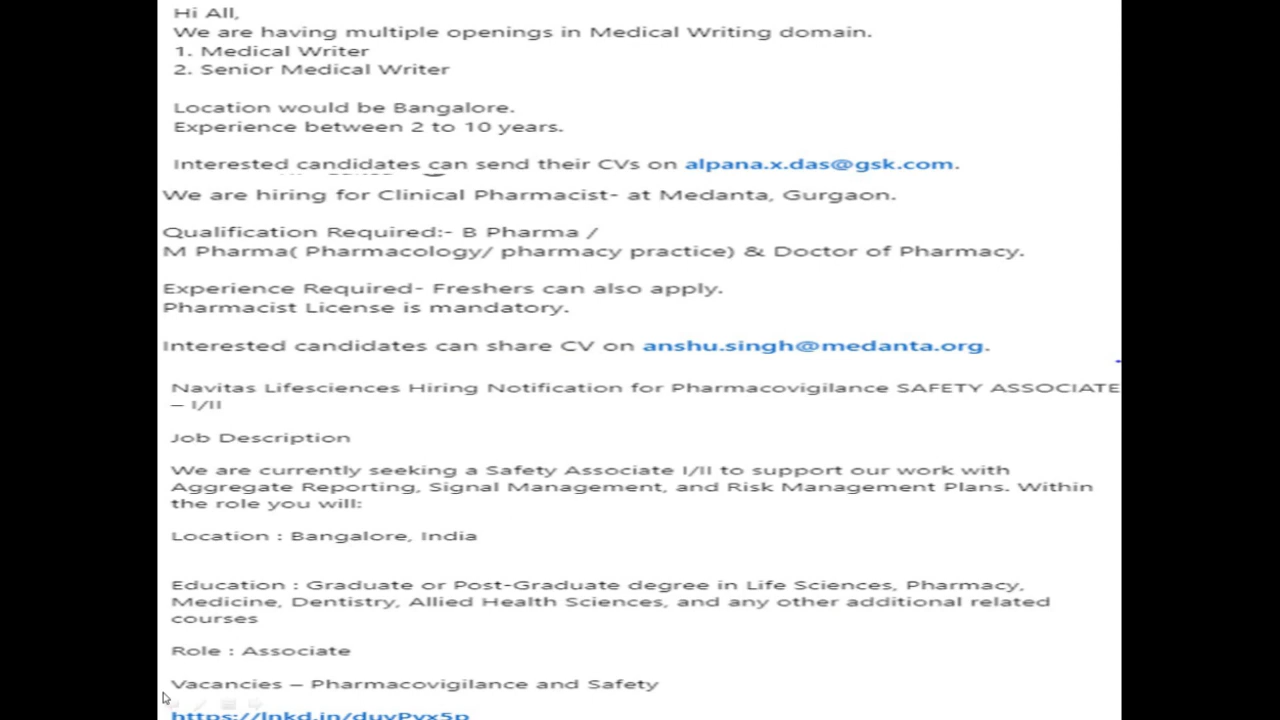 Hi All,
We are having multiple openings in Medical Writing domain.
1. Medical Writer
2. Senior Medical Writer
Location would be Bangalore.
Experience between 2 to 10 years.
Interested candidates can send their CVs on alpana.x.das@gsk.com.
We are hiring for Clinical Pharmacist- at Medanta, Gurgaon.
Qualification Required:- B Pharma /
M Pharma( Pharmacology/ pharmacy practice) & Doctor of Pharmacy.
Experience Required- Freshers can also apply.
Pharmacist License is mandatory.
Interested candidates can share CV on anshu.singh@medanta.org.
Navitas Lifesciences Hiring Notification for Pharmacovigilance SAFETY ASSOCIATE
– I/II
Job Description
We are currently seeking a Safety Associate I/II to support our work with
Aggregate Reporting, Signal Management, and Risk Management Plans. Within
the role you will:
Location : Bangalore, India
Education : Graduate or Post-Graduate degree in Life Sciences, Pharmacy,
Medicine, Dentistry, Allied Health Sciences, and any other additional related
courses
Role : Associate
Vacancies – Pharmacovigilance and Safety